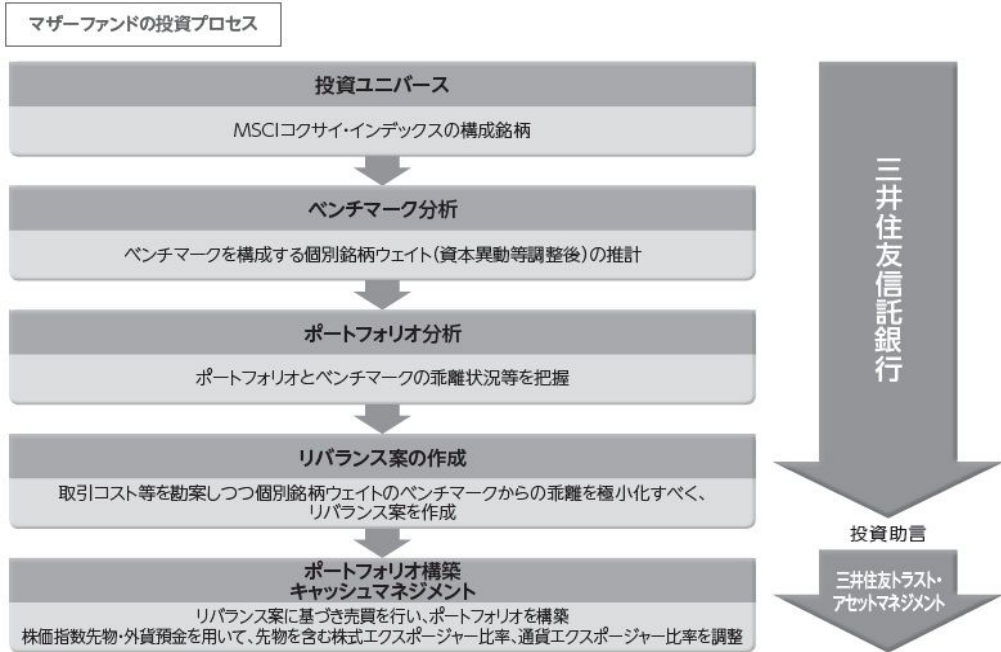 マザーファンドの投資プロセス
投資ユニバース
MSCIコクサイ・インデックスの構成銘柄
ベンチマーク分析
ベンチマークを構成する個別銘柄ウェイト(資本異動等調整後)の推計
ポートフォリオ分析
ポートフォリオとベンチマークの乖離状況等を把握
リバランス案の作成
取引コスト等を勘案しつつ個別銘柄ウェイトのベンチマークからの乖離を極小化すべく、
リバランス案を作成
ポートフォリオ構築
キャッシュマネジメント
リバランス案に基づき売買を行い、ポートフォリオを構築
株価指数先物・外貨預金を用いて、先物を含む株式エクスポージャー比率、通貨エクスポージャー比率を調整
三井住友信託銀行
投資助言
三井住友トラスト・
アセットマネジメント